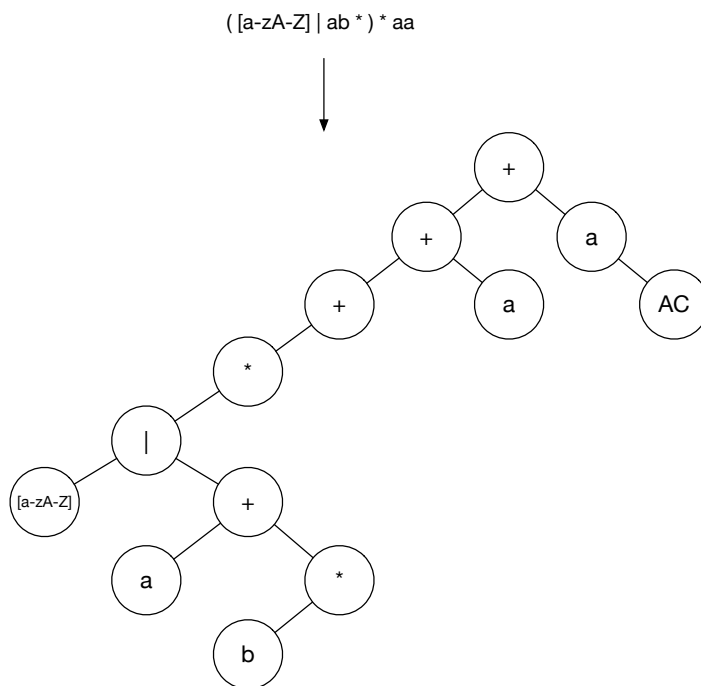 ( [a-zA-Z] | ab * ) * aa
+
+ a
+ a AC
*
|
[a-zA-Z] +
a *
b